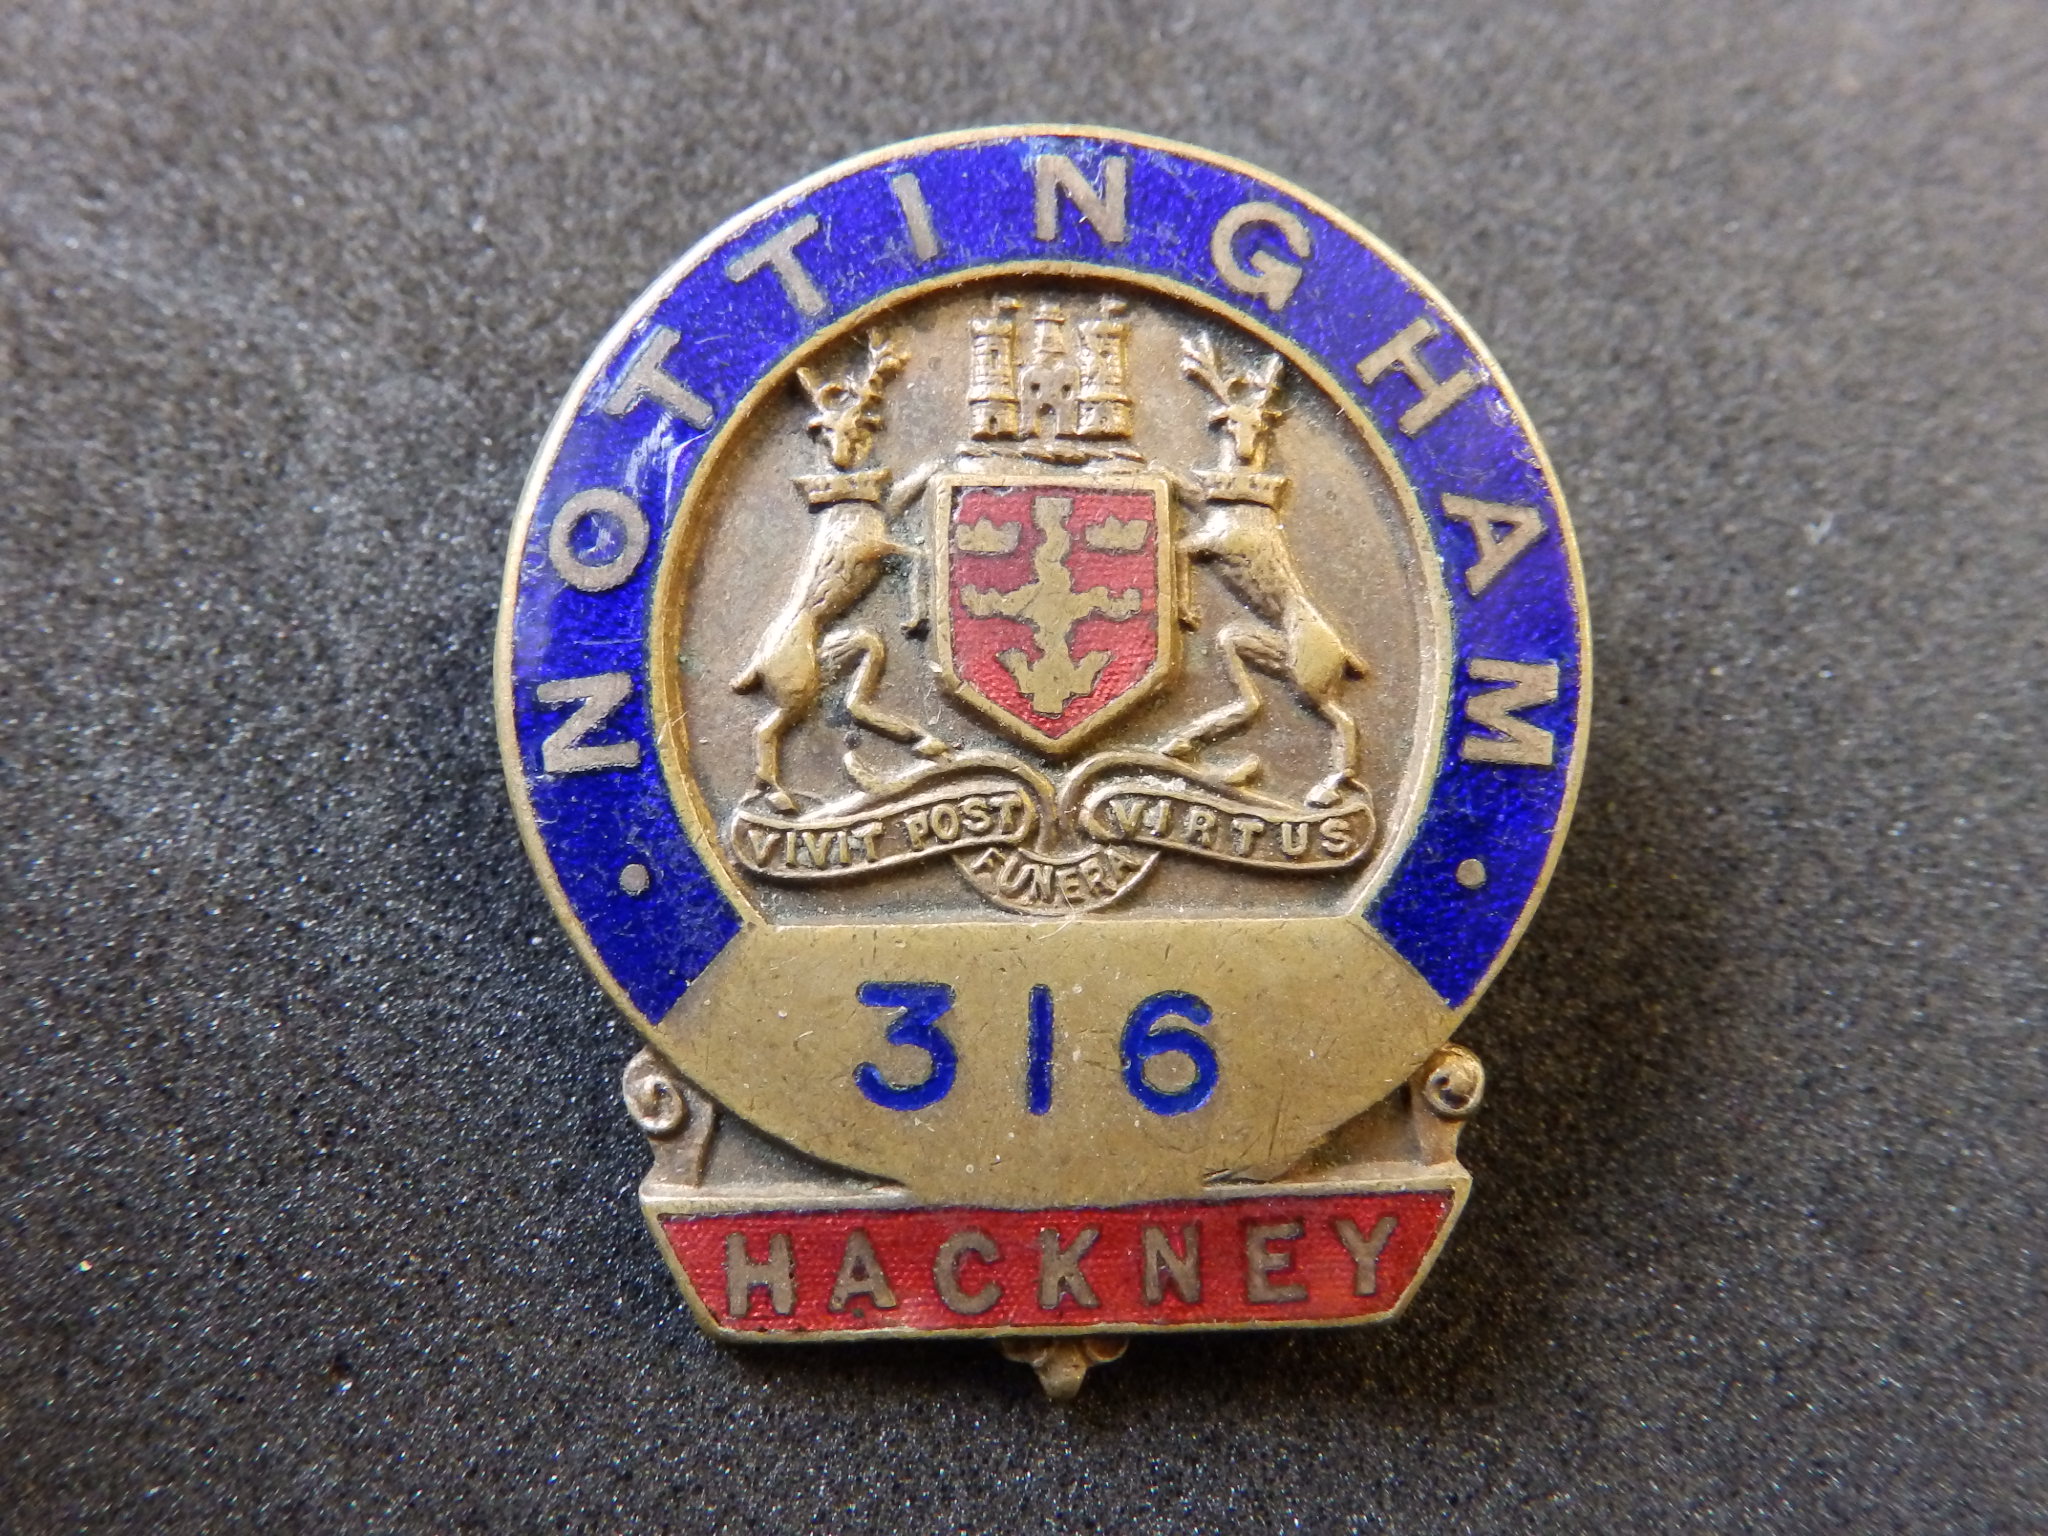 NOTTINGHAM
VIVIT POST FUNERA VIRTUS
316
HACKNEY